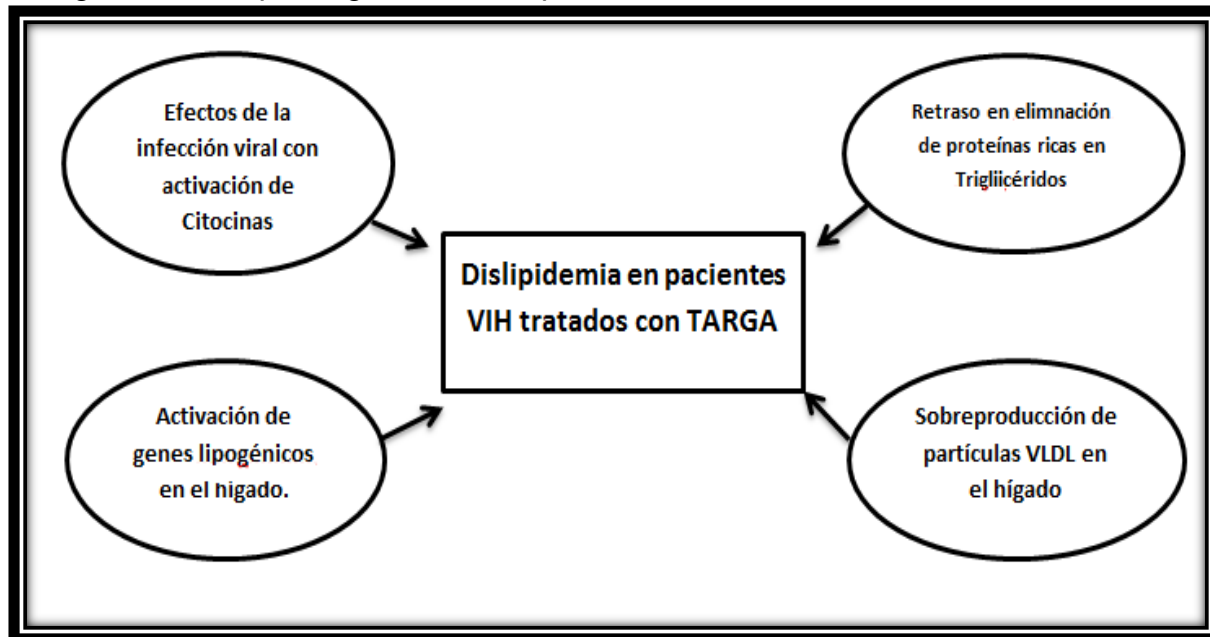 Efectos de la
infección viral con
activación de
Citocinas
Retraso en elimnación
de proteínas ricas en
Trigliicéridos
Dislipidemia en pacientes
VIH tratados con TARGA
Activación de
genes lipogénicos
en el hígado.
Sobreproducción de
partículas VLDL en
el hígado